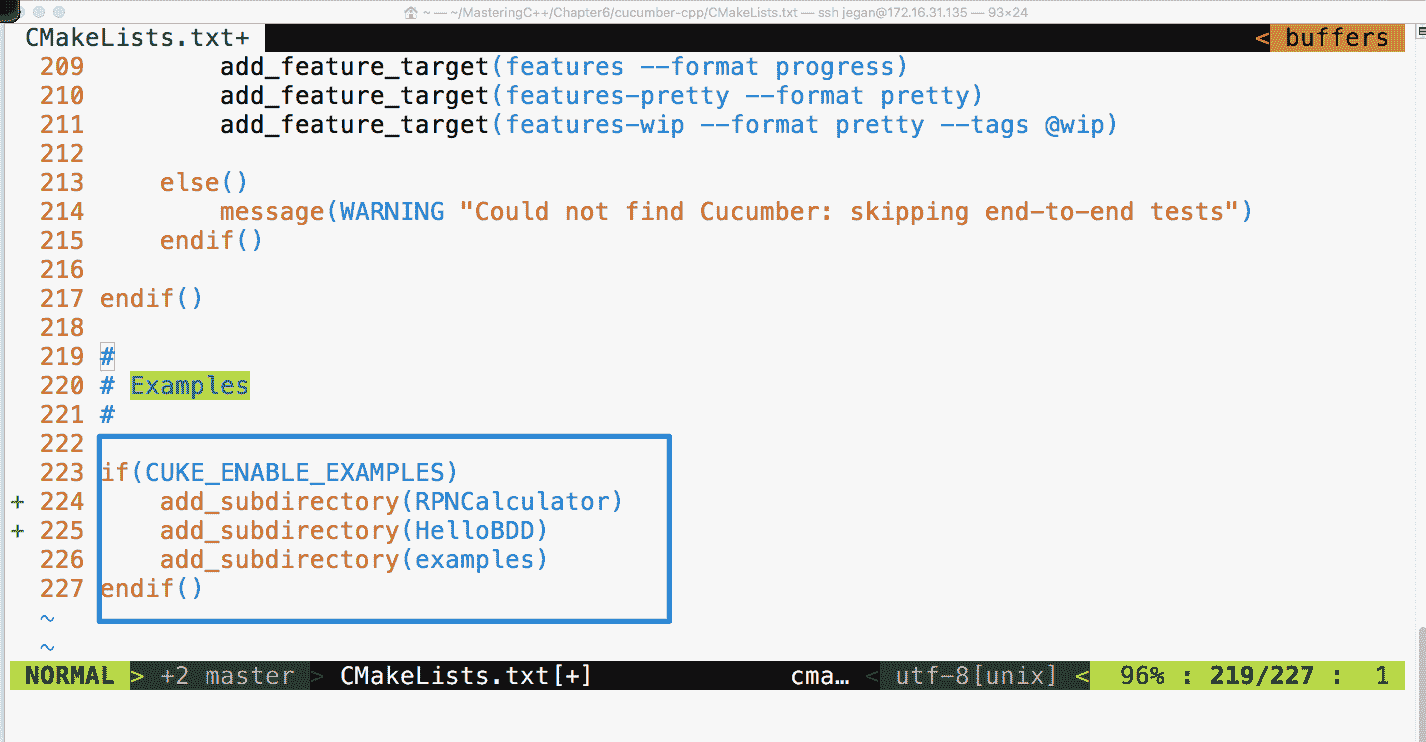 ~ — ~/MasteringC++/Chapter6/cucumber-cpp/CMakeLists.txt — ssh jegan@172.16.31.135 — 93×24
CMakeLists.txt+ < buffers
209         add_feature_target(features --format progress)
210         add_feature_target(features-pretty --format pretty)
211         add_feature_target(features-wip --format pretty --tags @wip)
212
213     else()
214         message(WARNING "Could not find Cucumber: skipping end-to-end tests")
215     endif()
216
217 endif()
218
219 #
220 # Examples
221 #
222
223 if(CUKE_ENABLE_EXAMPLES)
+ 224     add_subdirectory(RPNCalculator)
+ 225     add_subdirectory(HelloBDD)
226     add_subdirectory(examples)
227 endif()
~
~
NORMAL > +2 master > CMakeLists.txt[+] cma… < utf-8[unix] < 96% : 219/227 : 1